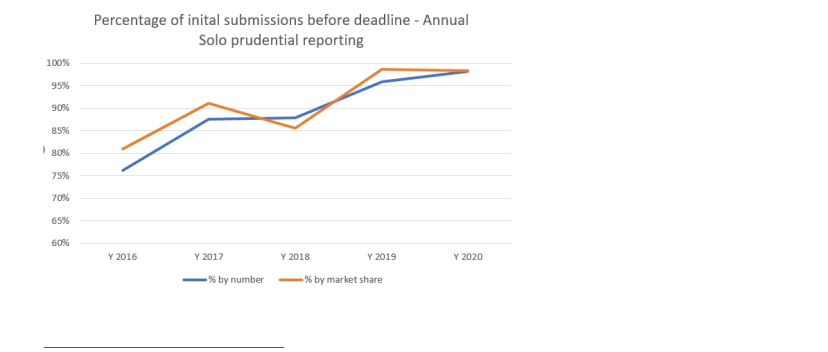 Percentage of inital submissions before deadline - Annual
Solo prudential reporting
100%
95%
90%
85%
80%
75%
70%
65%
60%
Y 2016 Y 2017 Y 2018 Y 2019 Y 2020
% by number % by market share